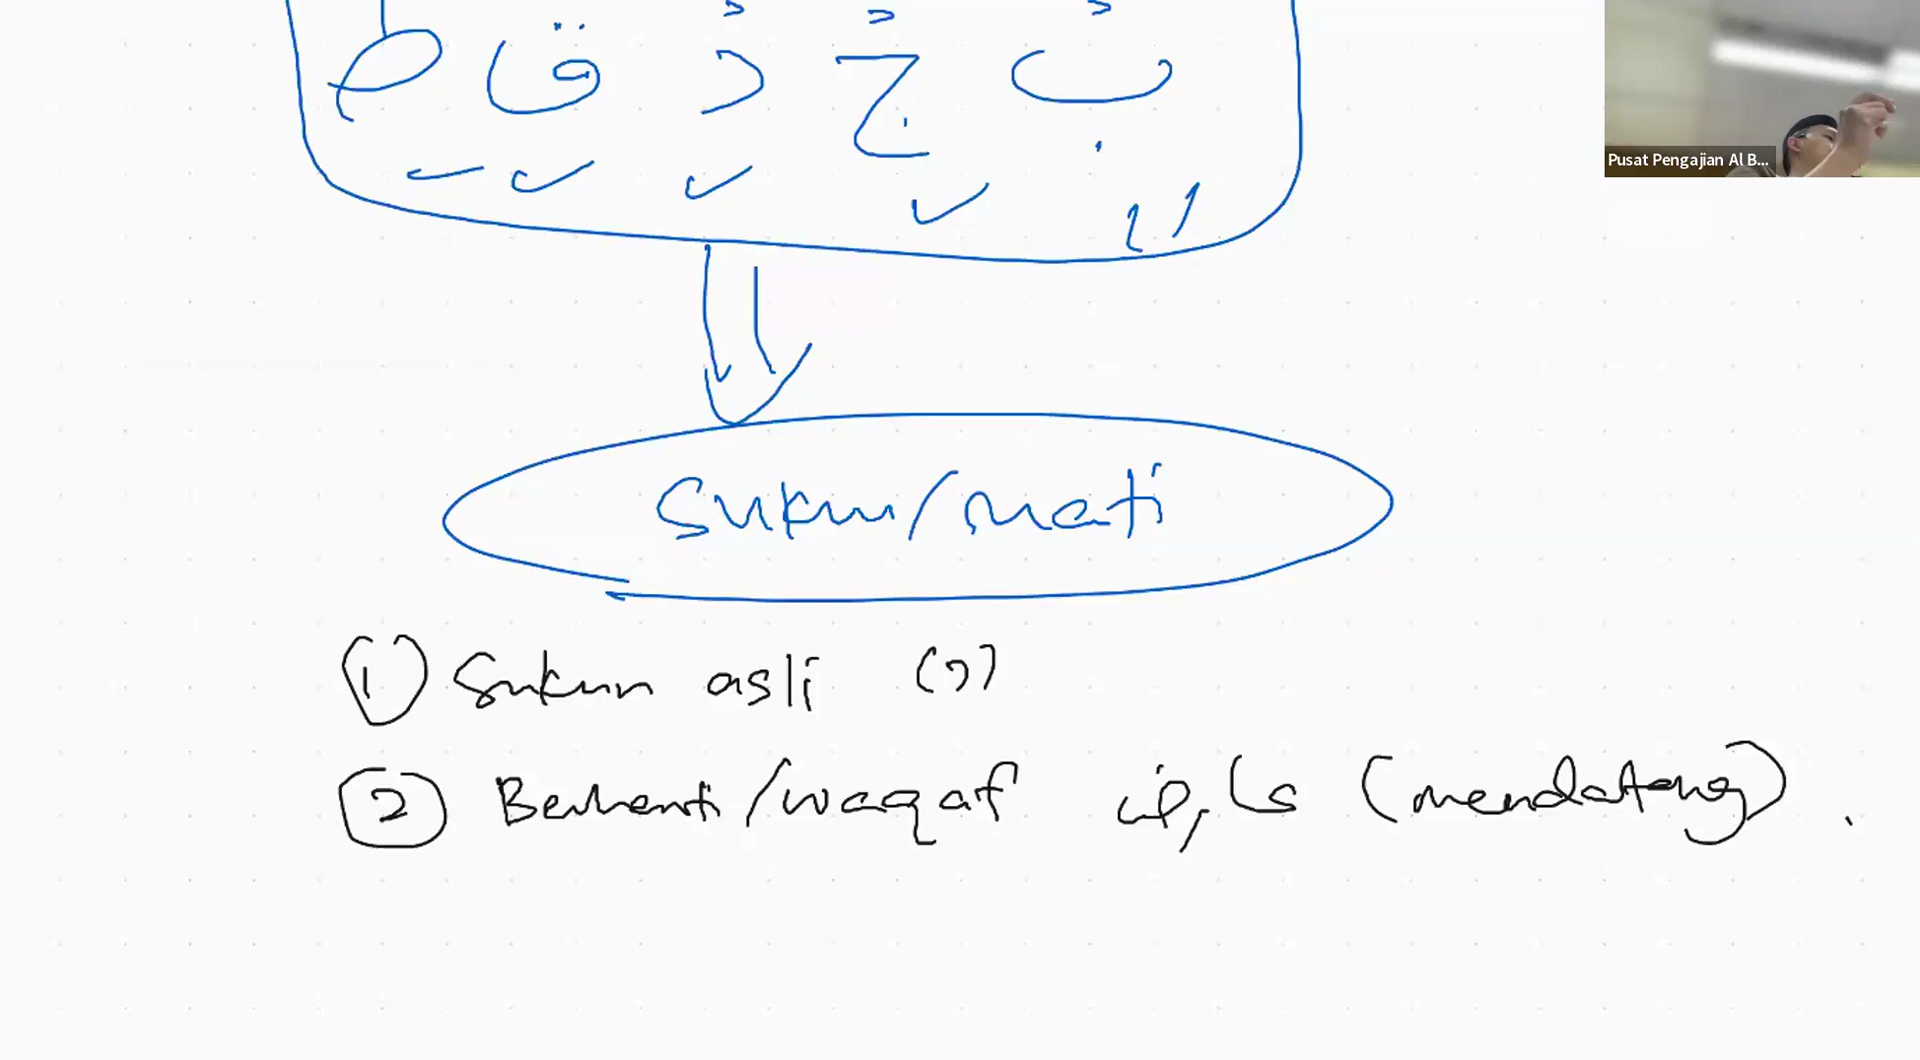 بْ جْ دْ ق ط
Pusat Pengajian Al B...
Sukun/mati
1 Sukun asli
2 Berhenti/waqaf (mendatang)